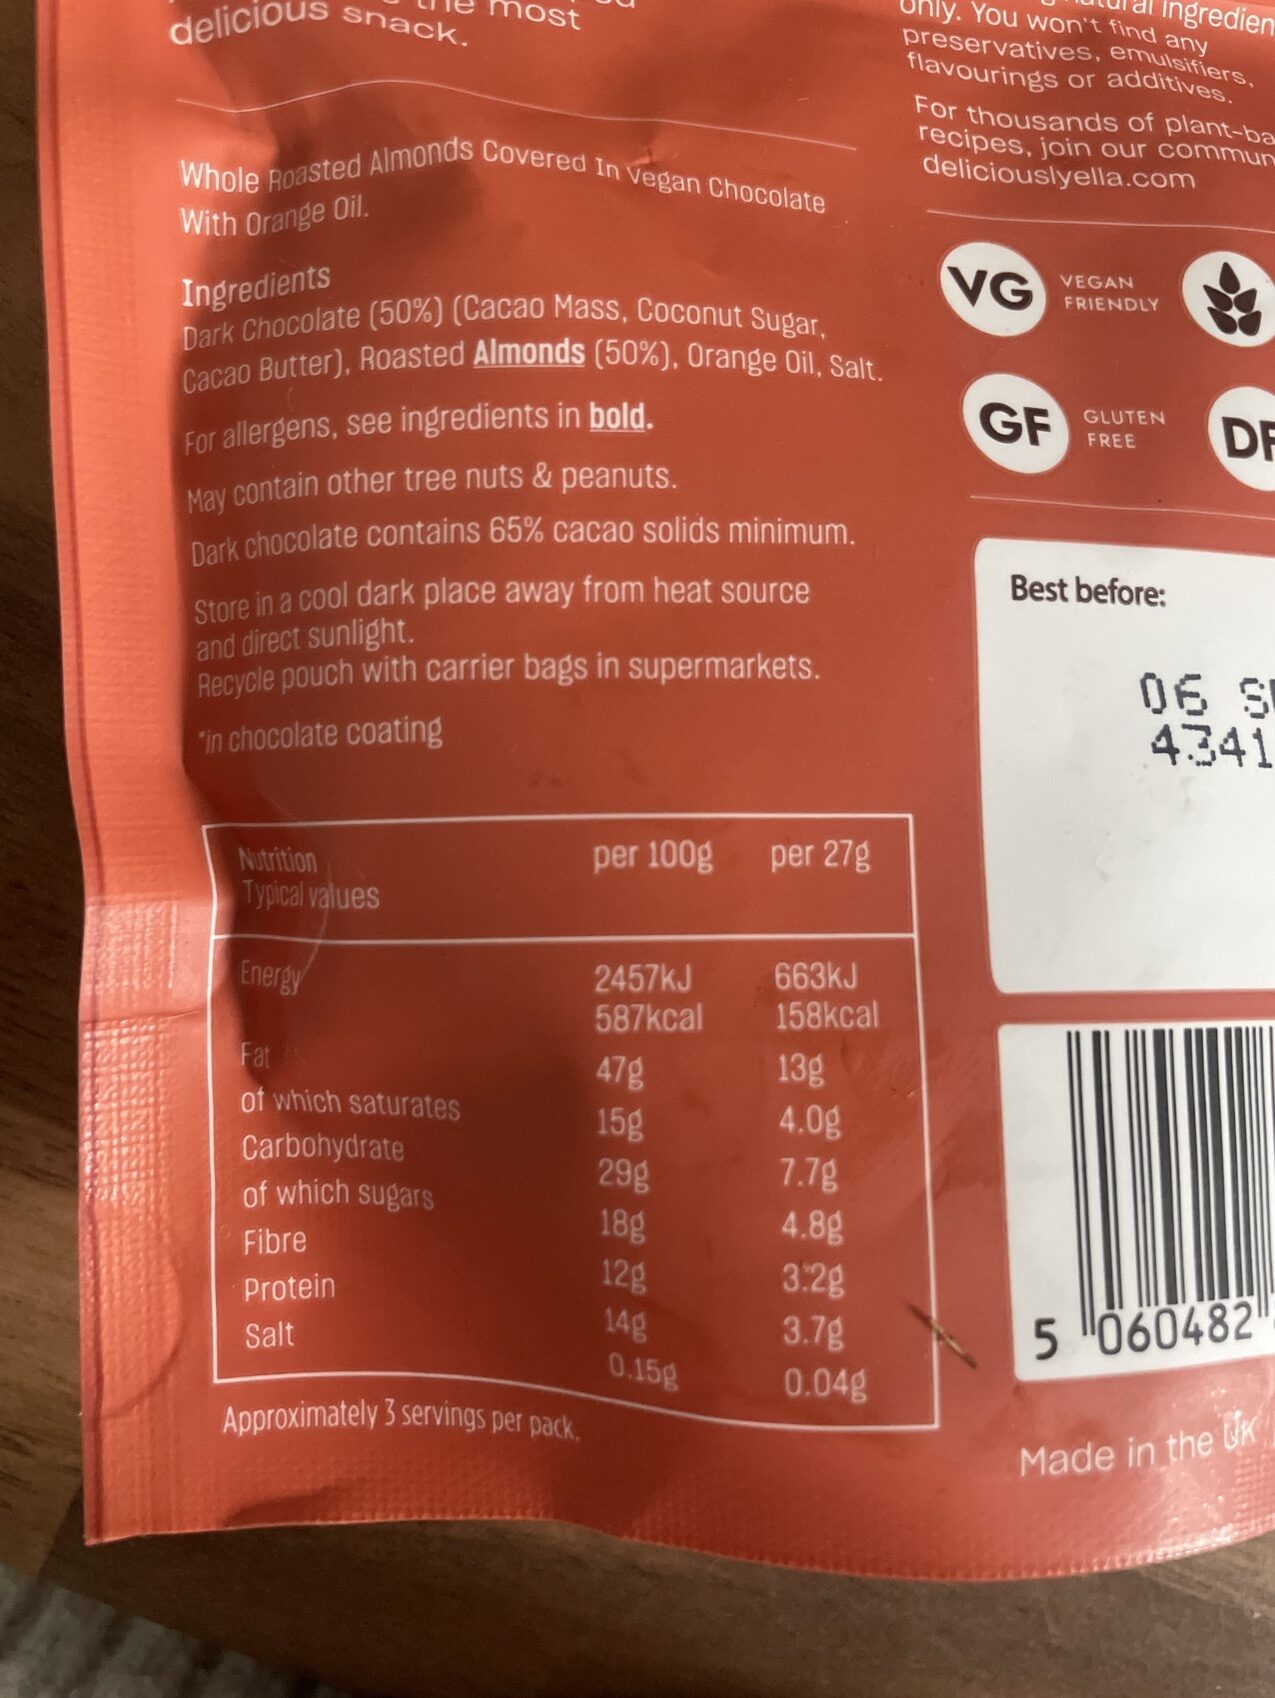 the most
delicious snack.
Whole Roasted Almonds Covered In Vegan Chocolate
With Orange Oil.
Ingredients
Dark Chocolate (50%) (Cacao Mass, Coconut Sugar,
Cacao Butter), Roasted Almonds (50%), Orange Oil, Salt.
For allergens, see ingredients in bold.
May contain other tree nuts & peanuts.
Dark chocolate contains 65% cacao solids minimum.
Store in a cool dark place away from heat source
and direct sunlight.
Recycle pouch with carrier bags in supermarkets.
*in chocolate coating
Nutrition per 100g per 27g
Typical values
Energy 2457kJ 663kJ
587kcal 158kcal
Fat 47g 13g
of which saturates 15g 4.0g
Carbohydrate 29g 7.7g
of which sugars 18g 4.8g
Fibre 12g 3.2g
Protein 14g 3.7g
Salt 0.15g 0.04g
Approximately 3 servings per pack.
only. You won't find any
preservatives, emulsifiers,
flavourings or additives.
For thousands of plant-ba
recipes, join our commun
deliciouslyella.com
VG VEGAN
FRIENDLY
GF GLUTEN
FREE
DF
Best before:
06 S
4341
5 060482
Made in the UK